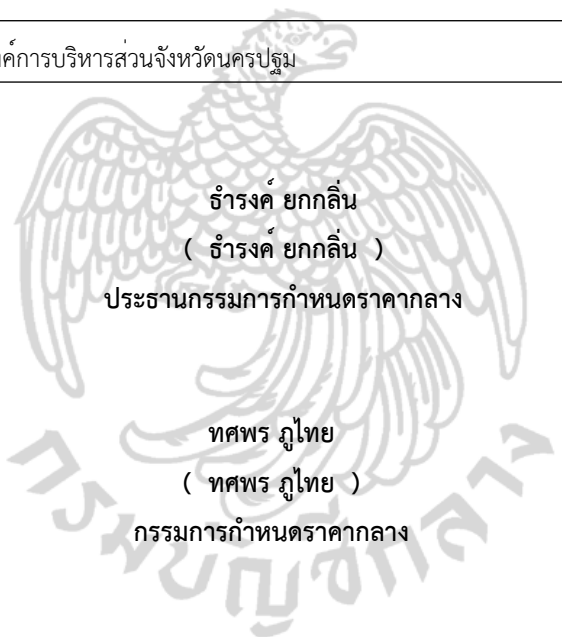 ค์การบริหารส่วนจังหวัดนครปฐม
ธำรงค์ ยกกลิ่น
( ธำรงค์ ยกกลิ่น )
ประธานกรรมการกำหนดราคากลาง
ทศพร ภูไทย
( ทศพร ภูไทย )
กรรมการกำหนดราคากลาง
กรมบัญชีกลาง